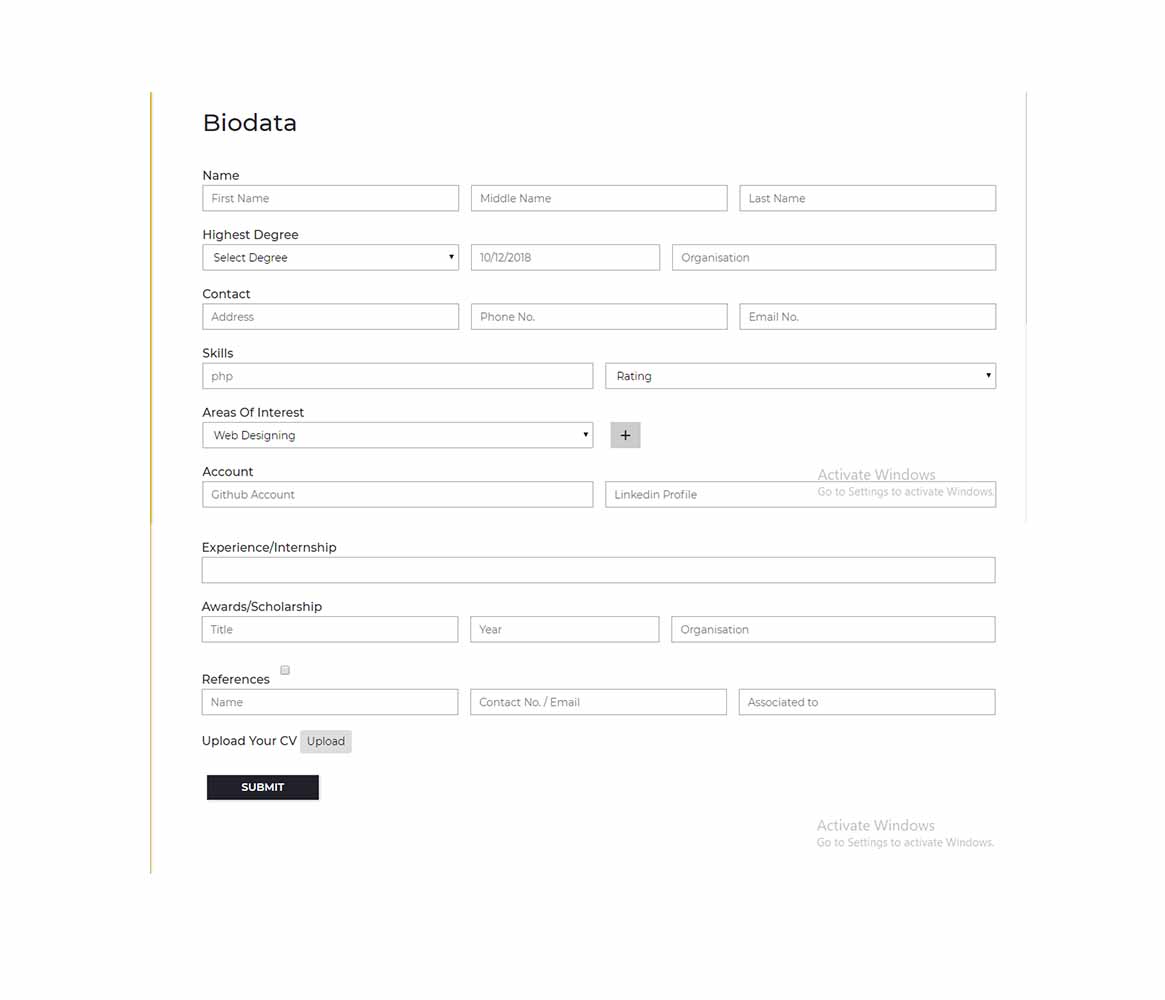 Biodata
Name
First Name Middle Name Last Name
Highest Degree
Select Degree 10/12/2018 Organisation
Contact
Address Phone No. Email No.
Skills
php Rating
Areas Of Interest
Web Designing +
Account
Activate Windows
Github Account Linkedin Profile Go to Settings to activate Windows.
Experience/Internship
Awards/Scholarship
Title Year Organisation
References
Name Contact No. / Email Associated to
Upload Your CV Upload
SUBMIT
Activate Windows
Go to Settings to activate Windows.